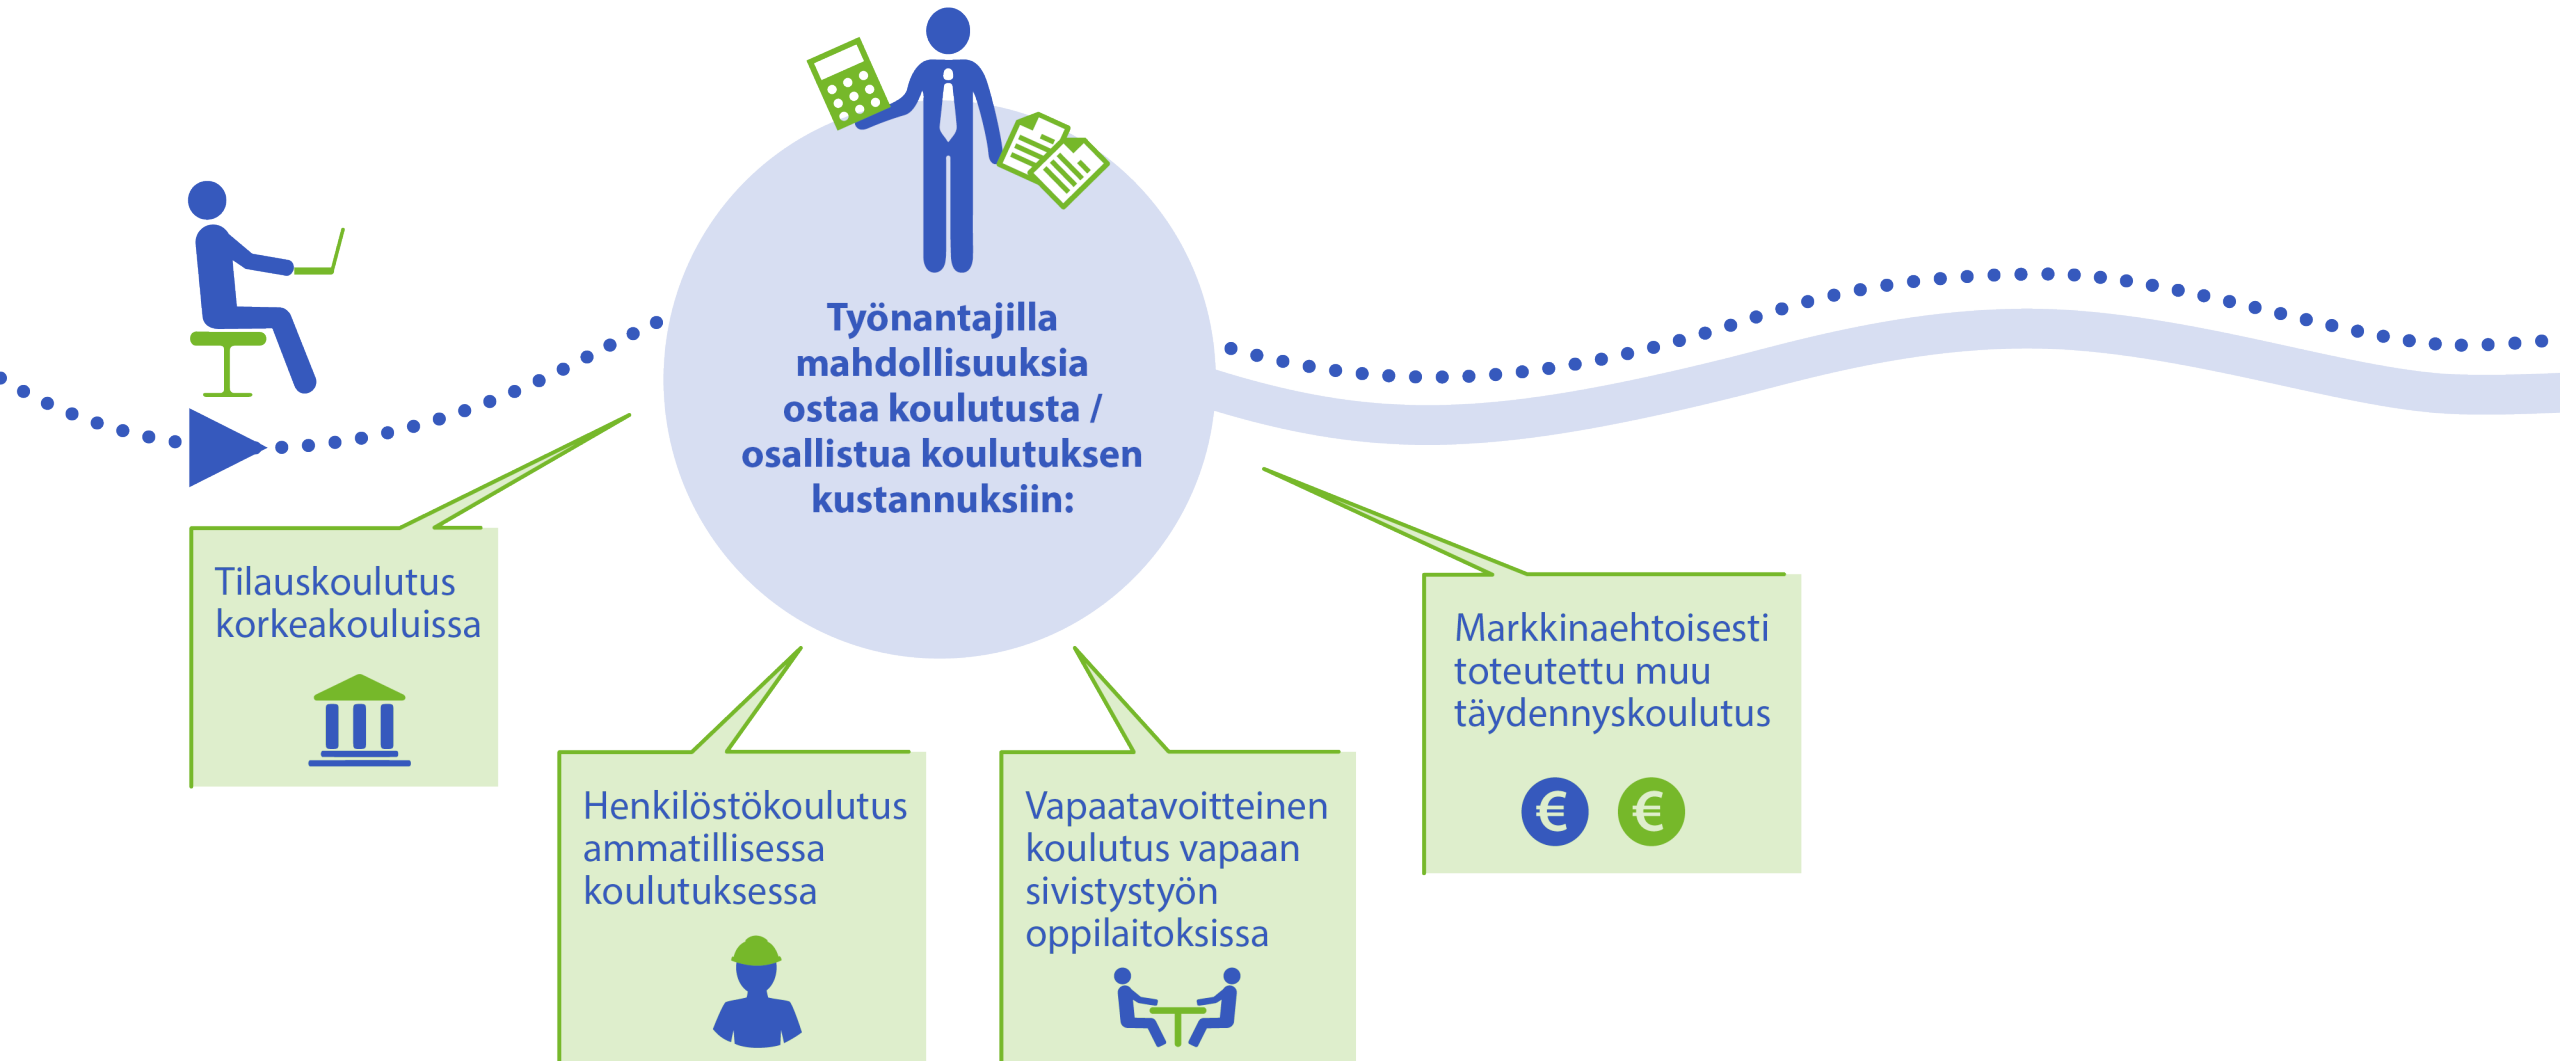 Työnantajilla
mahdollisuuksia
ostaa koulutusta /
osallistua koulutuksen
kustannuksiin:
Tilauskoulutus
korkeakouluissa
Henkilöstökoulutus
ammatillisessa
koulutuksessa
Vapaatavoitteinen
koulutus vapaan
sivistystyön
oppilaitoksissa
Markkinaehtoisesti
toteutettu muu
täydennyskoulutus
€ €